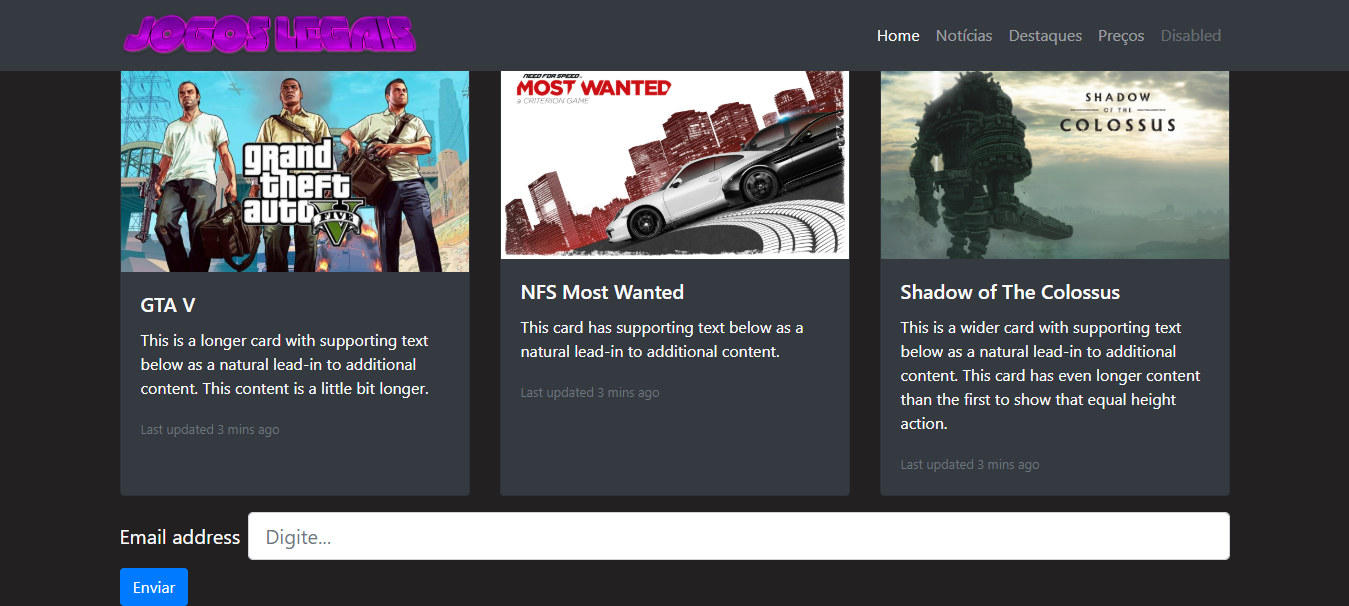 JOGOS LEGAIS
Home Notícias Destaques Preços Disabled
grand
theft
auto
FIVE
NEED FOR SPEED
MOST WANTED
a CRITERION GAME
SHADOW
OF THE
COLOSSUS
GTA V
This is a longer card with supporting text
below as a natural lead-in to additional
content. This content is a little bit longer.
Last updated 3 mins ago
NFS Most Wanted
This card has supporting text below as a
natural lead-in to additional content.
Last updated 3 mins ago
Shadow of The Colossus
This is a wider card with supporting text
below as a natural lead-in to additional
content. This card has even longer content
than the first to show that equal height
action.
Last updated 3 mins ago
Email address Digite...
Enviar